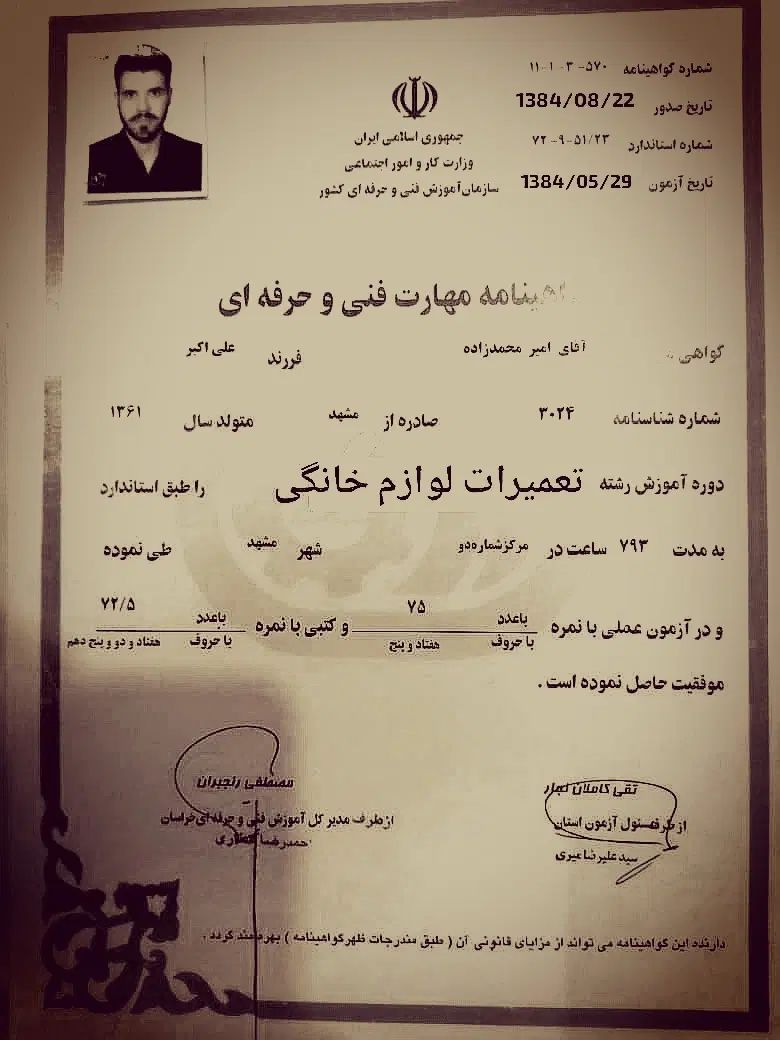 شماره گواهینامه ۵۷۰-۳-۱-۱۱
تاریخ صدور 1384/08/22
شماره استاندارد ۷۲-۹-۵۱/۲۳
تاریخ آزمون 1384/05/29
جمهوری اسلامی ایران
وزارت کار و امور اجتماعی
سازمان آموزش فنی و حرفه ای کشور
گواهینامه مهارت فنی و حرفه ای
گواهی آقای امیر محمدزاده فرزند علی اکبر
شماره شناسنامه ۳۰۲۴ صادره از مشهد متولد سال ۱۳۶۱
دوره آموزش رشته تعمیرات لوازم خانگی را طبق استاندارد
به مدت ۷۹۳ ساعت در مرکز شماره دو شهر مشهد طی نموده
و در آزمون عملی با نمره باعدد ۷۵ و کتبی با نمره باعدد ۷۲/۵
با حروف هفتاد و پنج با حروف هفتاد و دو و پنج دهم
موفقیت حاصل نموده است .
تقی کاملان نجار
از طرف مسئول آزمون استان
سید علیرضا میری
مصطفی رنجبران
از طرف مدیر کل آموزش فنی و حرفه ای خراسان
دارنده این گواهینامه می تواند از مزایای قانونی آن ( طبق مندرجات ظهر گواهینامه ) بهره مند گردد .